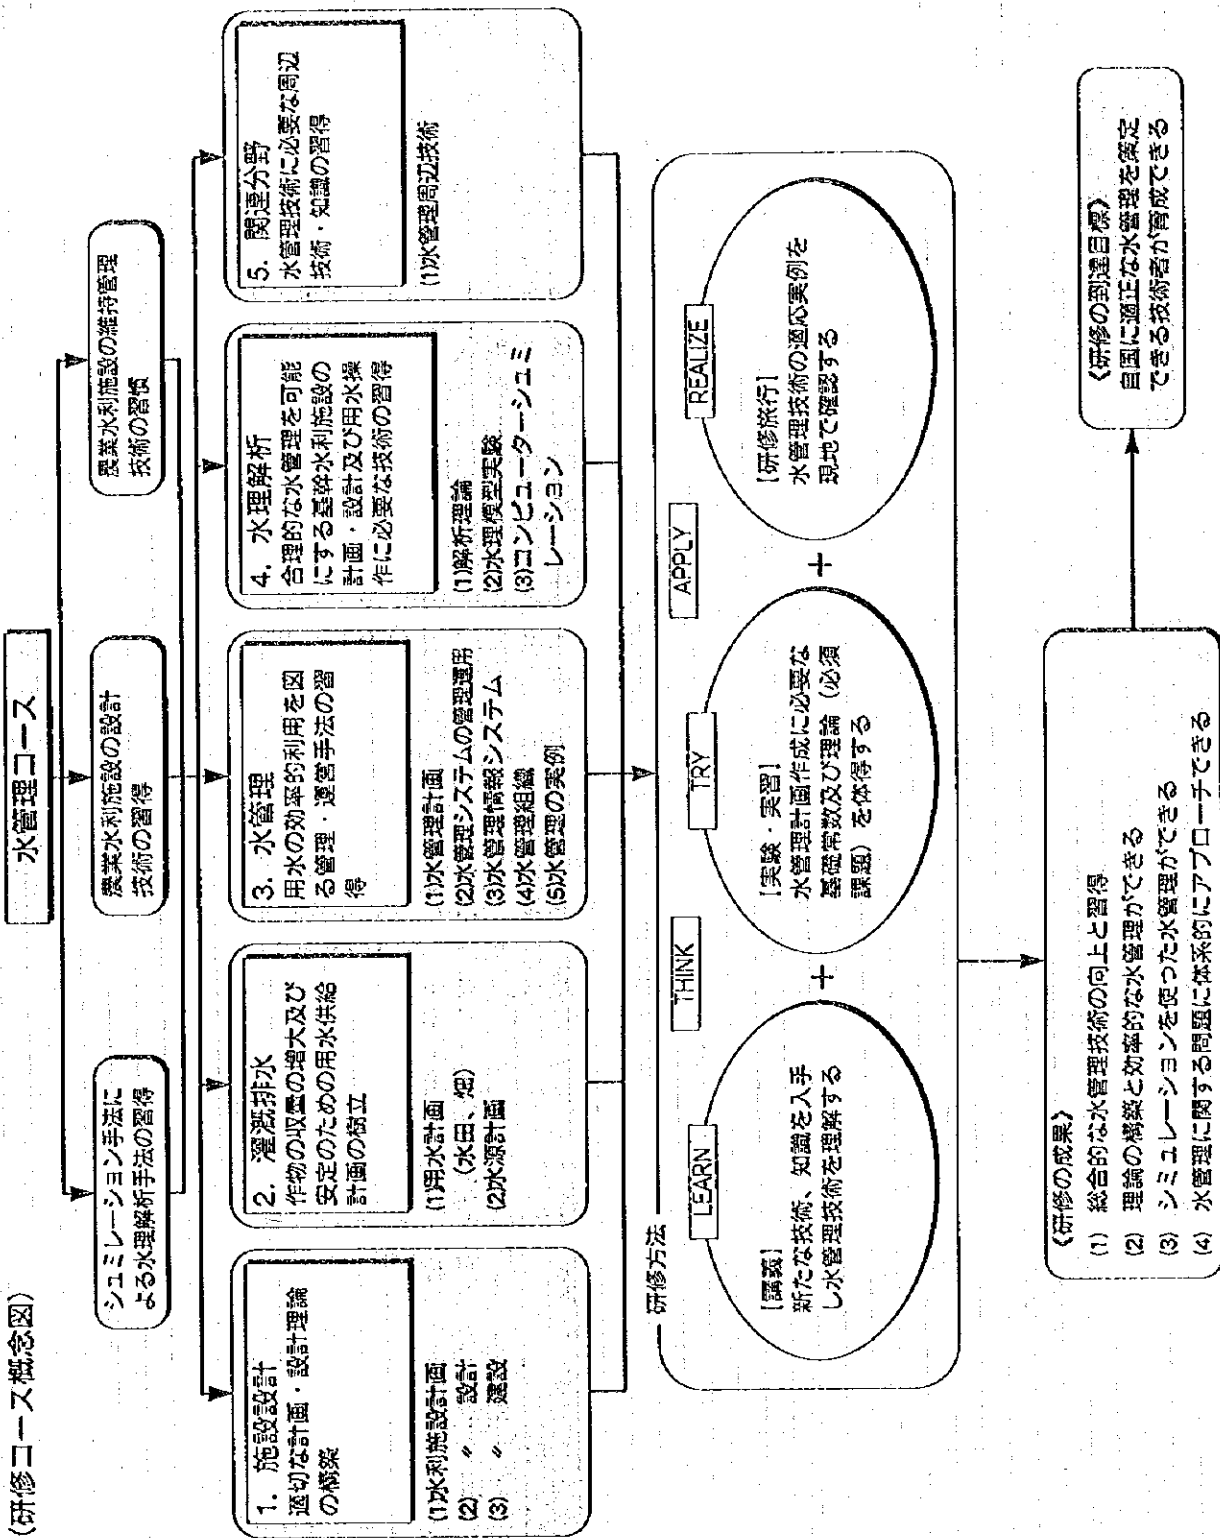 (研修コース概念図)
水管理コース
シュミレーション手法に
よる水理解析手法の習得
農業水利施設の設計
技術の習得
農業水利施設の維持管理
技術の習慣
1. 施設設計
適切な計画・設計理論
の構築
(1)水利施設計画
(2) 〃 設計
(3) 〃 建設
2. 灌漑排水
作物の収量の増大及び
安定のための用水供給
計画の樹立
(1)用水計画
(水田、畑)
(2)水源計画
3. 水管理
用水の効率的利用を図
る管理・運営手法の習
得
(1)水管理計画
(2)水管理システムの管理運用
(3)水管理情報システム
(4)水管理組織
(5)水管理の実例
4. 水理解析
合理的な水管理を可能
にする基幹水利施設の
計画・設計及び用水操
作に必要な技術の習得
(1)解析理論
(2)水理模型実験
(3)コンピューターシュミ
レーション
5. 関連分野
水管理技術に必要な周辺
技術・知識の習得
(1)水管理周辺技術
研修方法
THINK
APPLY
LEARN
[講義]
新たな技術、知識を入手
し水管理技術を理解する
+
TRY
[実験・実習]
水管理計画作成に必要な
基礎常数及び理論(必須
課題)を体得する
+
REALIZE
[研修旅行]
水管理技術の適応実例を
現地で確認する
《研修の成果》
(1) 総合的な水管理技術の向上と習得
(2) 理論の構築と効率的な水管理ができる
(3) シミュレーションを使った水管理ができる
(4) 水管理に関する問題に体系的にアプローチできる
《研修の到達目標》
自国に適正な水管理を策定
できる技術者が育成できる